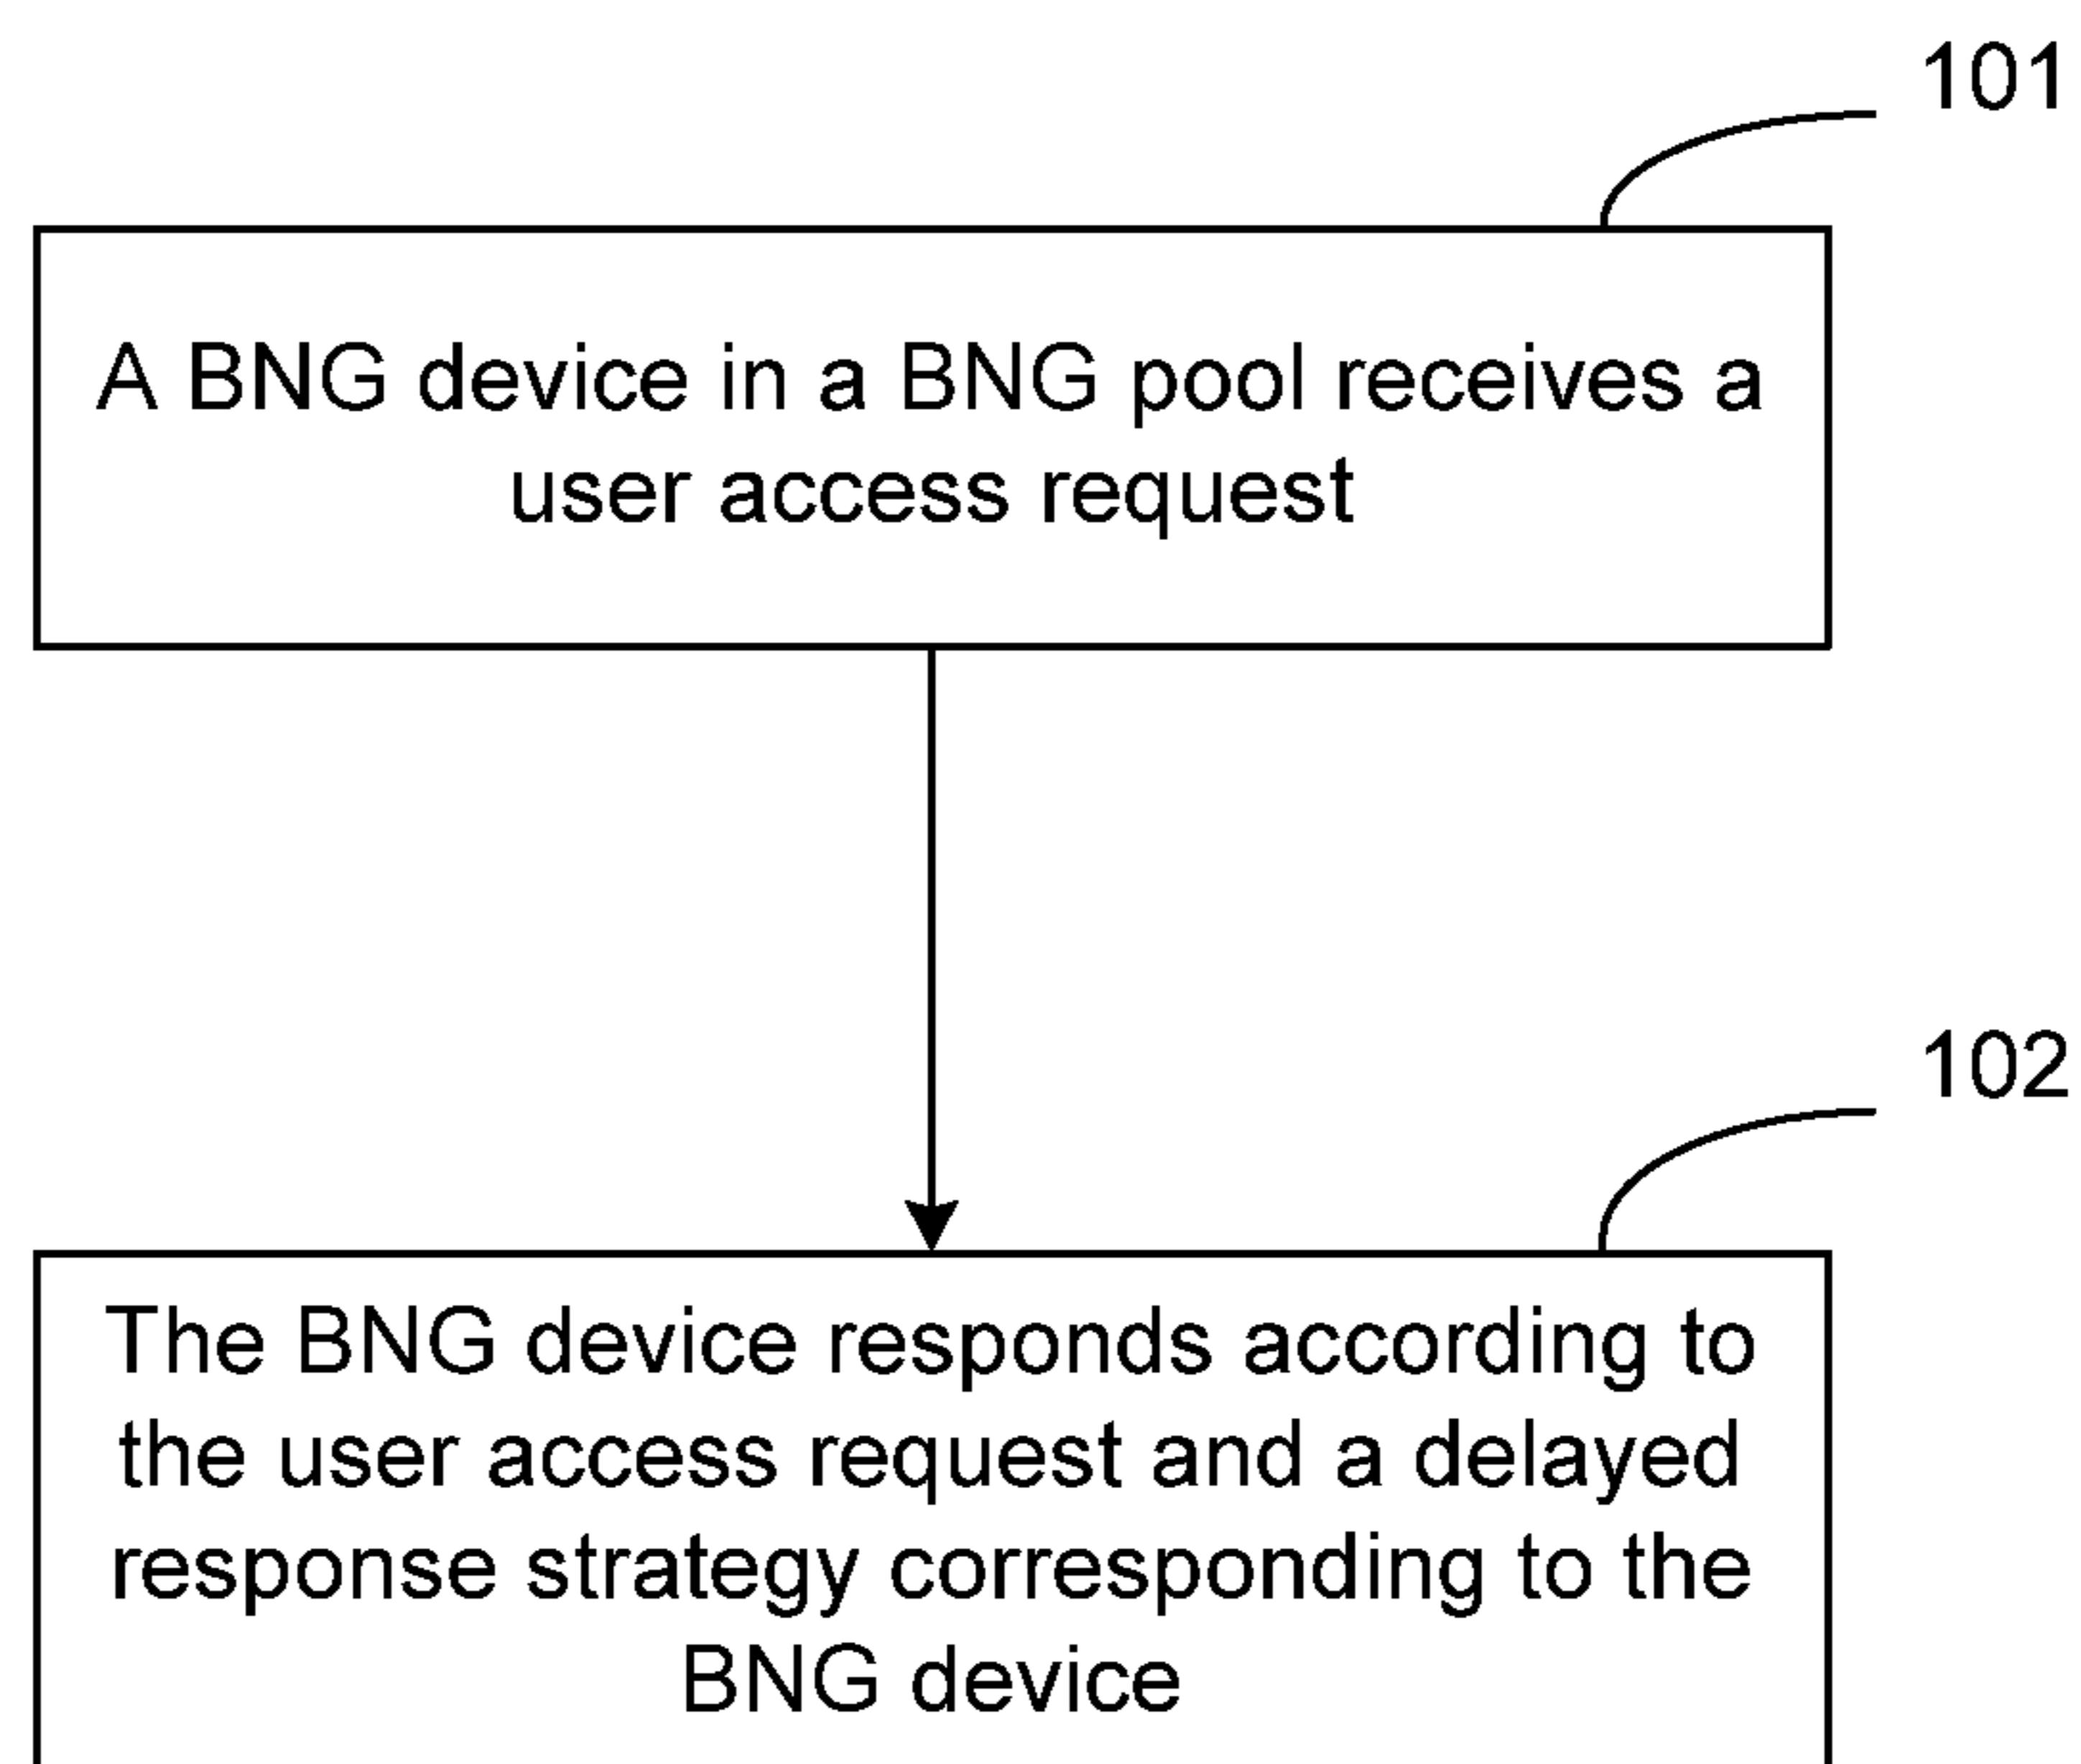 101
A BNG device in a BNG pool receives a
user access request
102
The BNG device responds according to
the user access request and a delayed
response strategy corresponding to the
BNG device